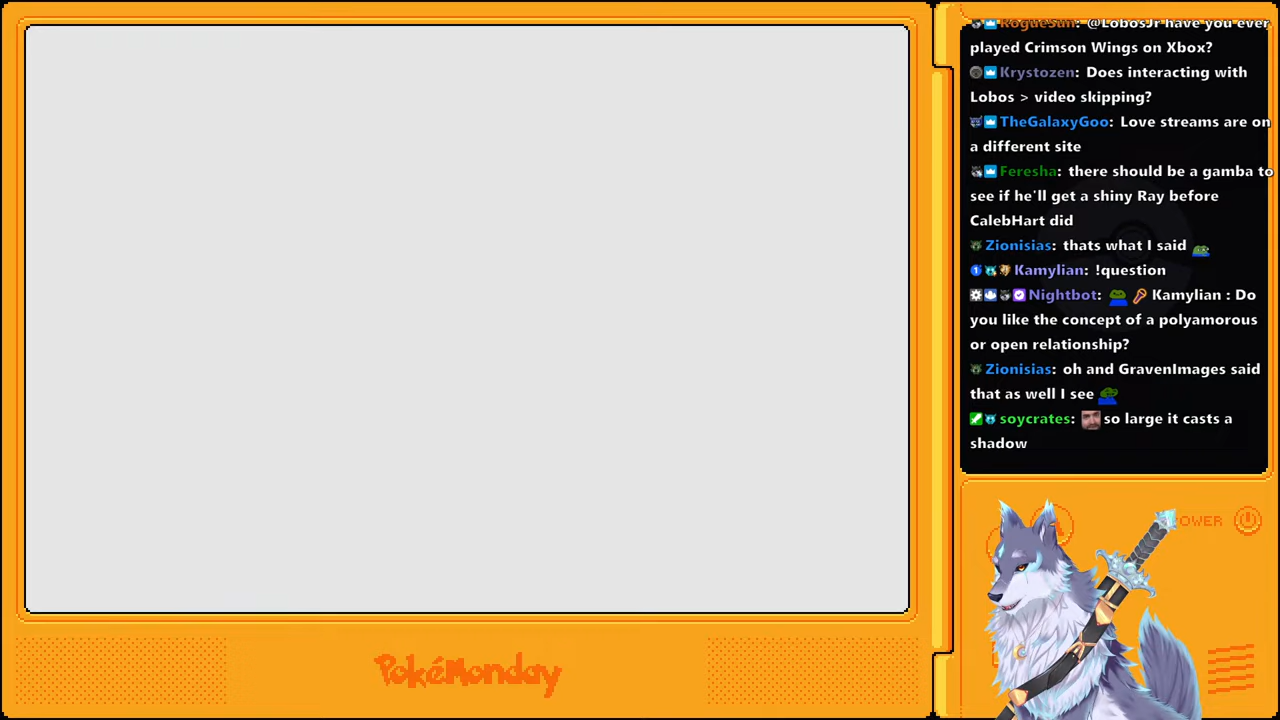 RogueSun: @LobosJr have you ever
played Crimson Wings on Xbox?
Krystozen: Does interacting with
Lobos > video skipping?
TheGalaxyGoo: Love streams are on
a different site
Feresha: there should be a gamba to
see if he'll get a shiny Ray before
CalebHart did
Zionisias: thats what I said
1 Kamylian: !question
Nightbot: Kamylian : Do
you like the concept of a polyamorous
or open relationship?
Zionisias: oh and GravenImages said
that as well I see
soycrates: so large it casts a
shadow
POWER
PokéMonday